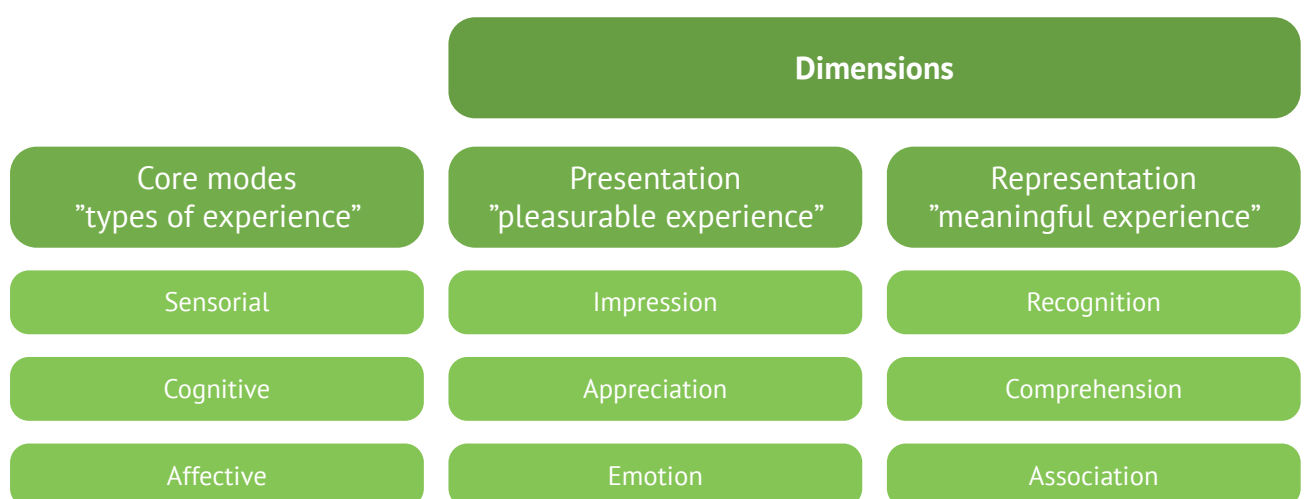 Dimensions
Core modes
”types of experience”
Presentation
”pleasurable experience”
Representation
”meaningful experience”
Sensorial
Impression
Recognition
Cognitive
Appreciation
Comprehension
Affective
Emotion
Association